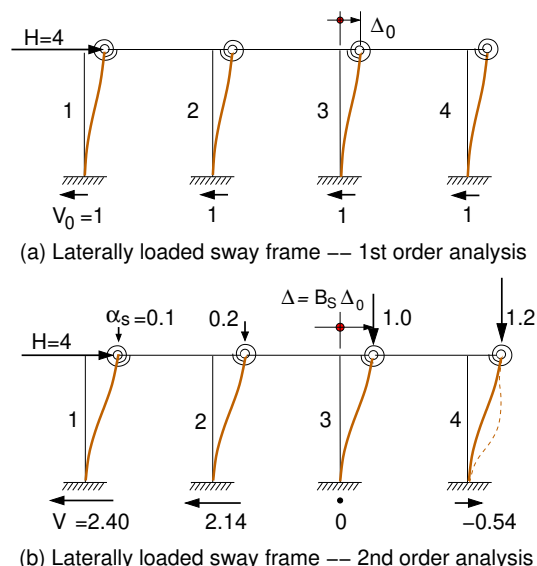 Δ₀
H=4
1
2
3
4
V₀=1
1
1
1
(a) Laterally loaded sway frame −− 1st order analysis
Δ = B_S Δ₀
α_s=0.1
0.2
1.0
1.2
H=4
1
2
3
4
V =2.40
2.14
0
−0.54
(b) Laterally loaded sway frame −− 2nd order analysis